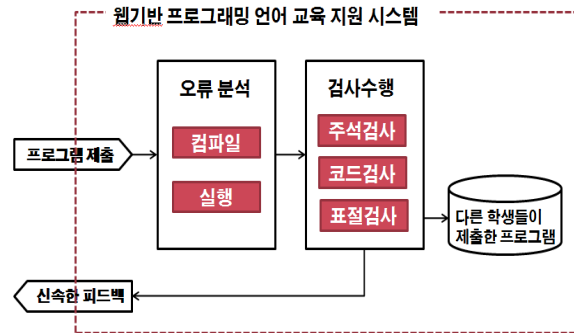 웹기반 프로그래밍 언어 교육 지원 시스템
오류 분석
컴파일
실행
검사수행
주석검사
코드검사
표절검사
프로그램 제출
다른 학생들이
제출한 프로그램
신속한 피드백